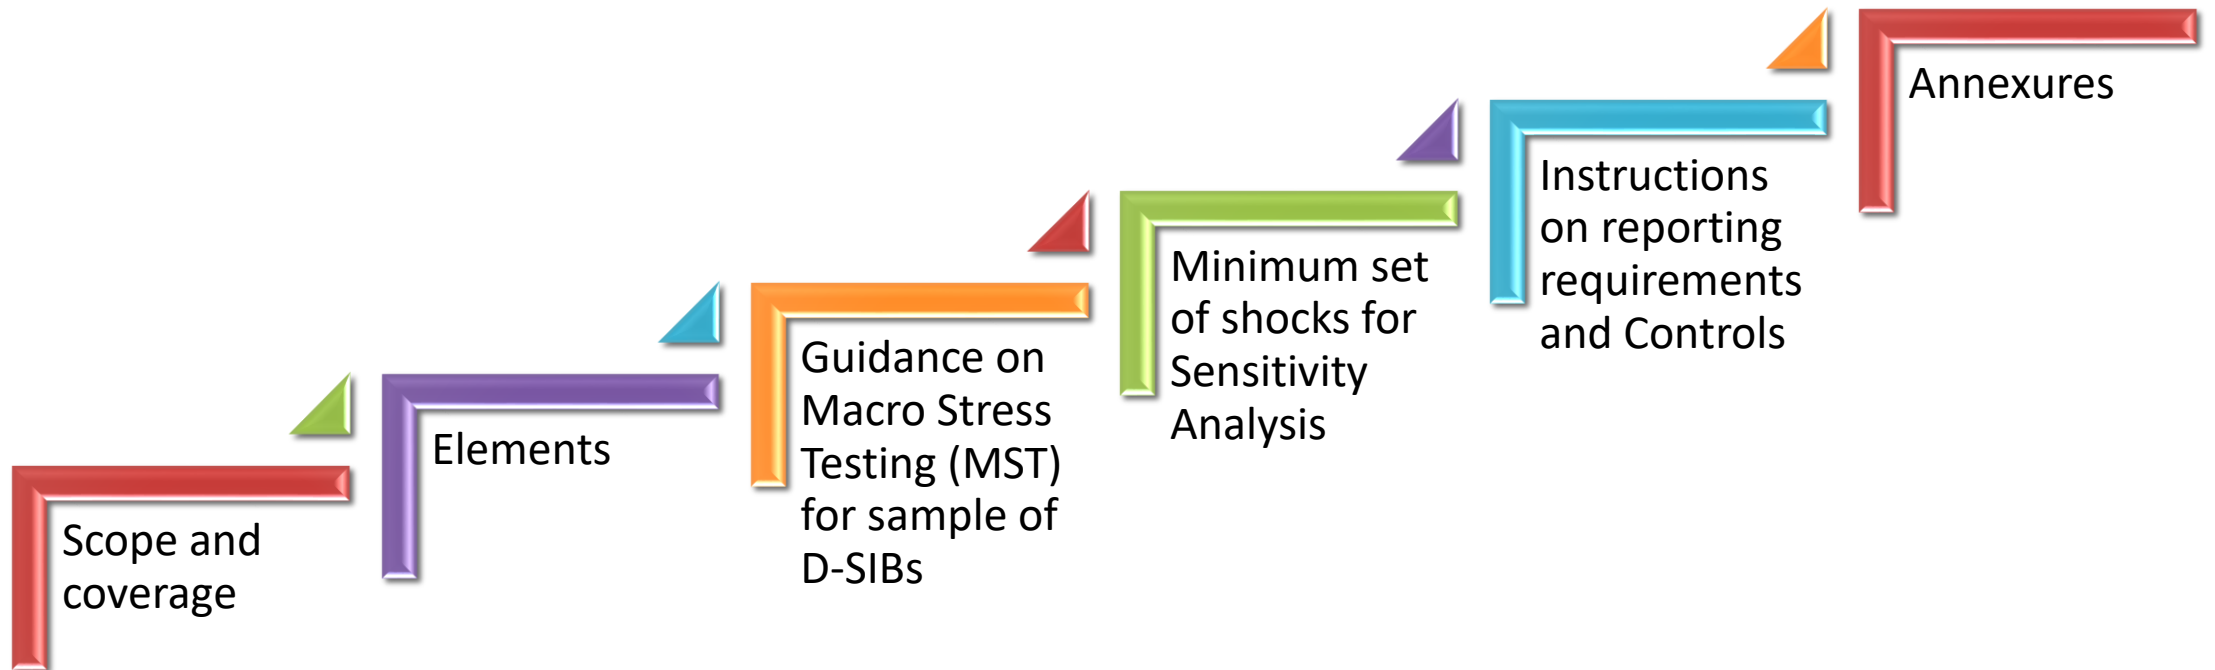 Scope and
coverage
Elements
Guidance on
Macro Stress
Testing (MST)
for sample of
D-SIBs
Minimum set
of shocks for
Sensitivity
Analysis
Instructions
on reporting
requirements
and Controls
Annexures